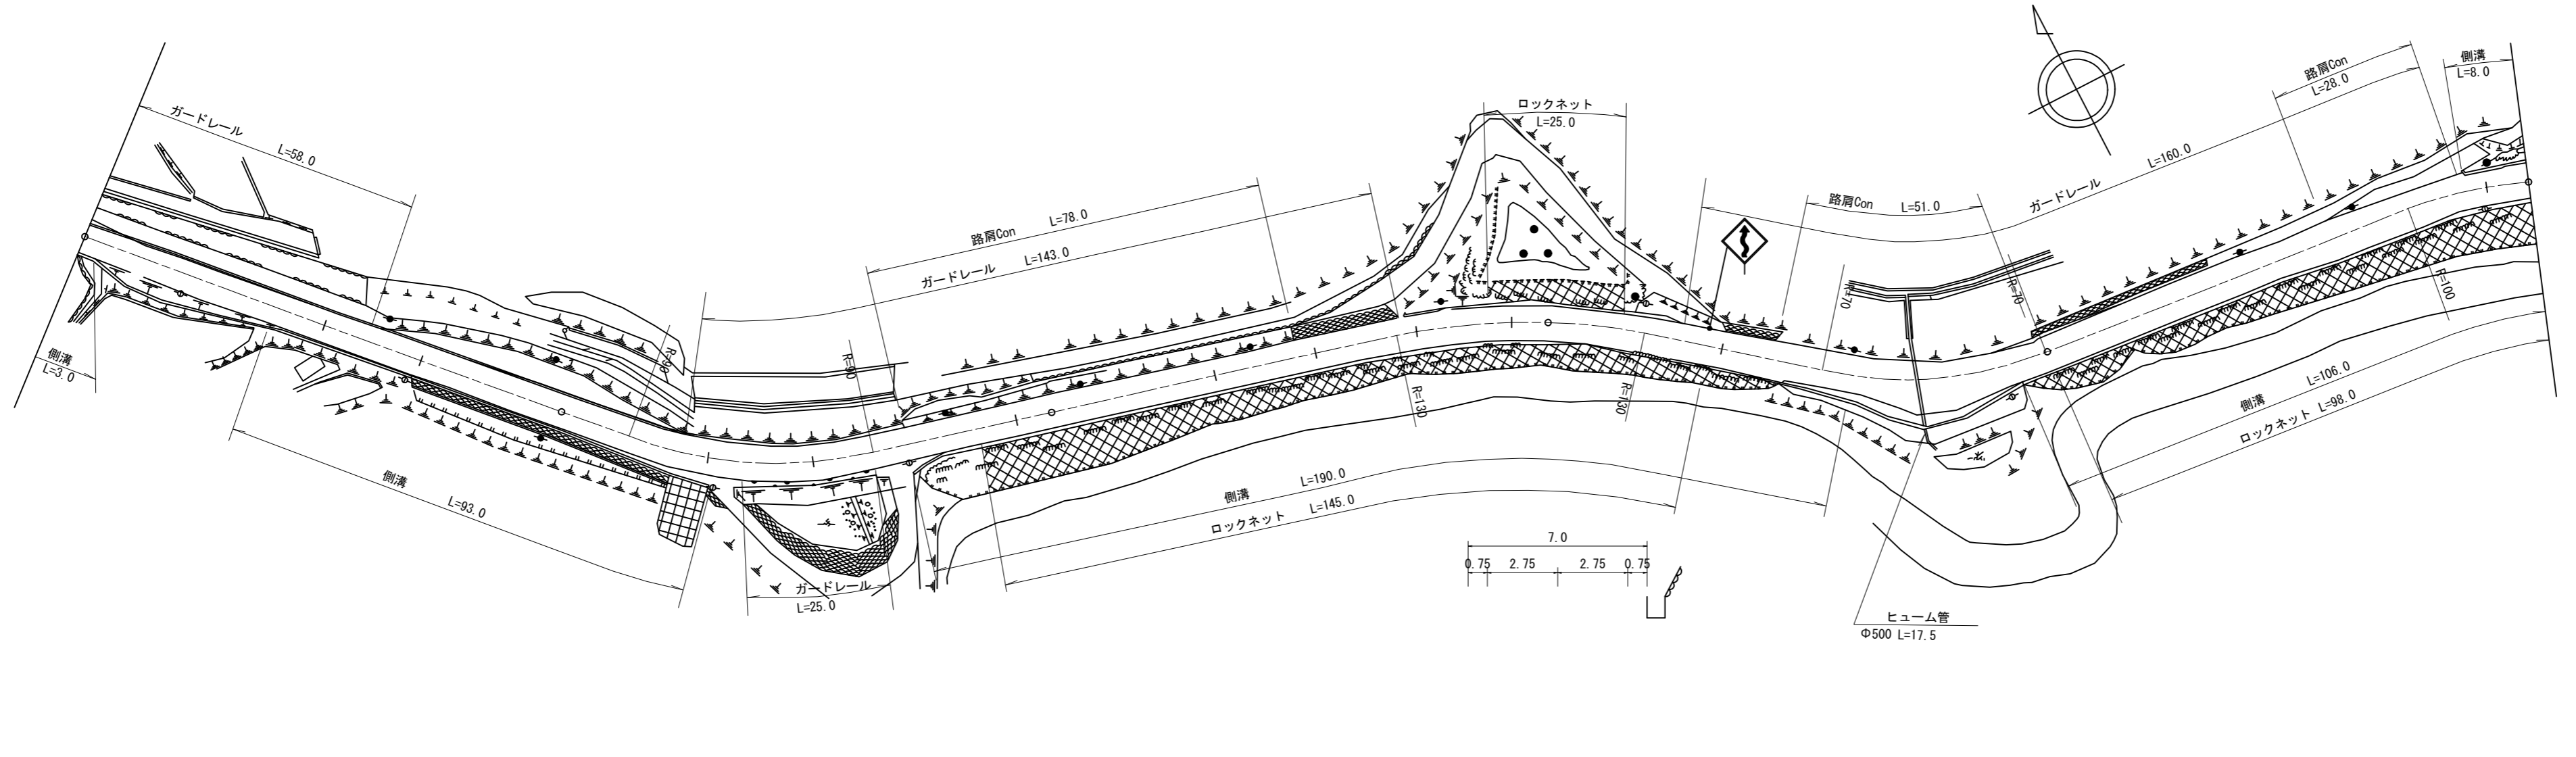 ガードレール
L=58.0
側溝
L=3.0
側溝
L=93.0
R=90
R=90
ガードレール
L=25.0
路肩Con L=78.0
ガードレール L=143.0
ロックネット
L=25.0
R=130
R=130
側溝 L=190.0
ロックネット L=145.0
7.0
0.75 2.75 2.75 0.75
路肩Con L=51.0
ガードレール L=160.0
R=70
R=70
路肩Con
L=28.0
側溝
L=8.0
R=100
側溝 L=106.0
ロックネット L=98.0
ヒューム管
Φ500 L=17.5